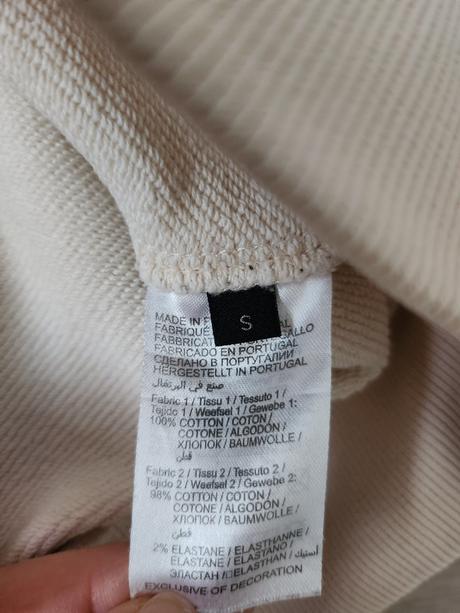 S
MADE IN
FABRIQUÉ
FABRICADO EN PORTUGAL
СДЕЛАНО В ПОРТУГАЛИИ
HERGESTELLT IN PORTUGAL
صنع في البرتغال
Fabric 1 / Tissu 1 / Tessuto 1 /
Tejido 1 / Weefsel 1 / Gewebe 1:
100% COTTON / COTON /
COTONE / ALGODÓN /
ХЛОПОК / BAUMWOLLE /
قطن
Fabric 2 / Tissu 2 / Tessuto 2 /
Tejido 2 / Weefsel 2 / Gewebe 2:
98% COTTON / COTON /
COTONE / ALGODÓN /
ХЛОПОК / BAUMWOLLE /
قطن
2% ELASTANE / ELASTHANNE /
ELASTAN / ELASTANO /
ЭЛАСТАН / ELASTHAN / أستيك
EXCLUSIVE OF DECORATION